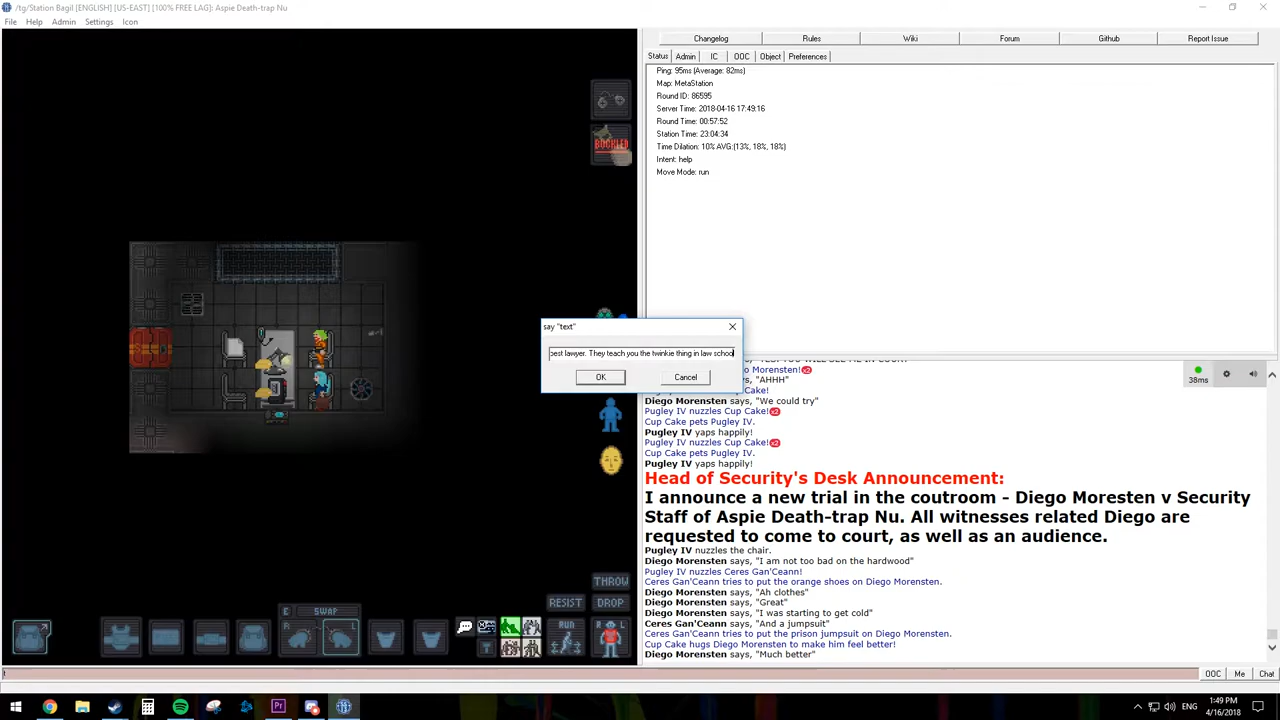 /tg/Station Bagil [ENGLISH] [US-EAST] [100% FREE LAG]: Aspie Death-trap Nu
File Help Admin Settings Icon
Changelog Rules Wiki Forum Github Report Issue
Status Admin IC OOC Object Preferences
Ping: 95ms (Average: 82ms)
Map: MetaStation
Round ID: 86595
Server Time: 2018-04-16 17:49:16
Round Time: 00:57:52
Station Time: 23:04:34
Time Dilation: 10% AVG:(13%, 18%, 18%)
Intent: help
Move Mode: run
BUCKLED
say "text"
best lawyer. They teach you the twinkie thing in law school
OK Cancel
38ms
Morensten!x2
"AHHH"
Cake!
Diego Morensten says, "We could try"
Pugley IV nuzzles Cup Cake!x2
Cup Cake pets Pugley IV.
Pugley IV yaps happily!
Pugley IV nuzzles Cup Cake!x2
Cup Cake pets Pugley IV.
Pugley IV yaps happily!
Head of Security's Desk Announcement:
I announce a new trial in the coutroom - Diego Moresten v Security
Staff of Aspie Death-trap Nu. All witnesses related Diego are
requested to come to court, as well as an audience.
Pugley IV nuzzles the chair.
Diego Morensten says, "I am not too bad on the hardwood"
Pugley IV nuzzles Ceres Gan'Ceann!
Ceres Gan'Ceann tries to put the orange shoes on Diego Morensten.
Diego Morensten says, "Ah clothes"
Diego Morensten says, "Great"
Diego Morensten says, "I was starting to get cold"
Ceres Gan'Ceann says, "And a jumpsuit"
Ceres Gan'Ceann tries to put the prison jumpsuit on Diego Morensten.
Cup Cake hugs Diego Morensten to make him feel better!
Diego Morensten says, "Much better"
THROW
RESIST DROP
E SWAP
R L
RUN
R L
T
OOC Me Chat
1:49 PM
4/16/2018